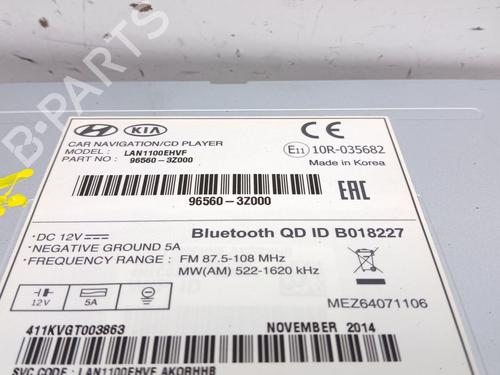 B-PARTS
KIA
CAR NAVIGATION/CD PLAYER
MODEL : LAN1100EHVF
PART NO : 96560-3Z000
CE
E11 10R-035682
Made in Korea
96560-3Z000
EAC
Bluetooth QD ID B018227
•DC 12V
•NEGATIVE GROUND 5A
•FREQUENCY RANGE : FM 87.5-108 MHz
MW(AM) 522-1620 kHz
12V 5A
MEZ64071106
411KVGT003863
NOVEMBER 2014
SVC CODE : LAN1100EHVF AKORHHB